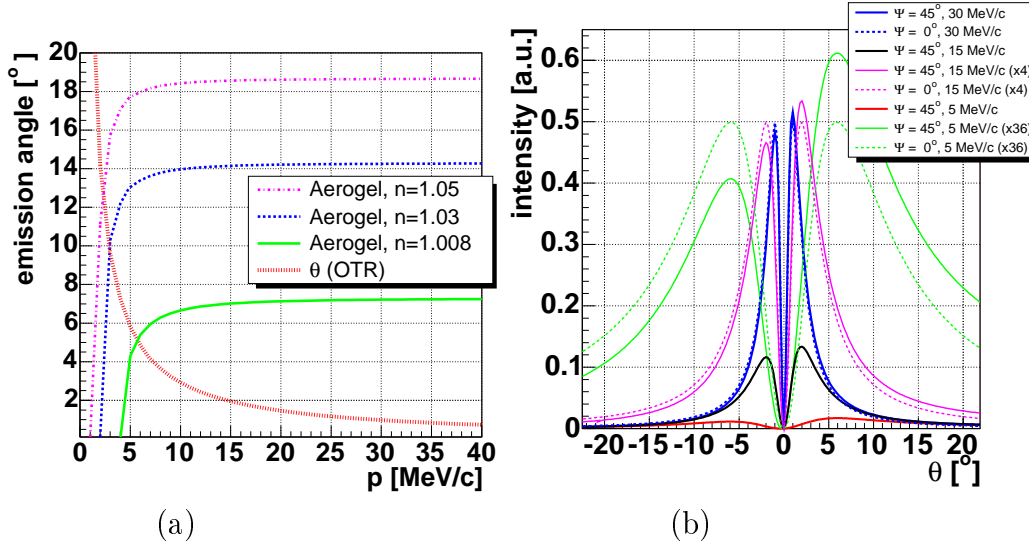 emission angle [°]
20
18
16
14
12
10
8
6
4
2
0 5 10 15 20 25 30 35 40
p [MeV/c]
Aerogel, n=1.05
Aerogel, n=1.03
Aerogel, n=1.008
θ (OTR)
(a)
intensity [a.u.]
0.6
0.5
0.4
0.3
0.2
0.1
0
-20 -15 -10 -5 0 5 10 15 20
θ [°]
Ψ = 45°, 30 MeV/c
Ψ = 0°, 30 MeV/c
Ψ = 45°, 15 MeV/c
Ψ = 45°, 15 MeV/c (x4)
Ψ = 0°, 15 MeV/c (x4)
Ψ = 45°, 5 MeV/c
Ψ = 45°, 5 MeV/c (x36)
Ψ = 0°, 5 MeV/c (x36)
(b)